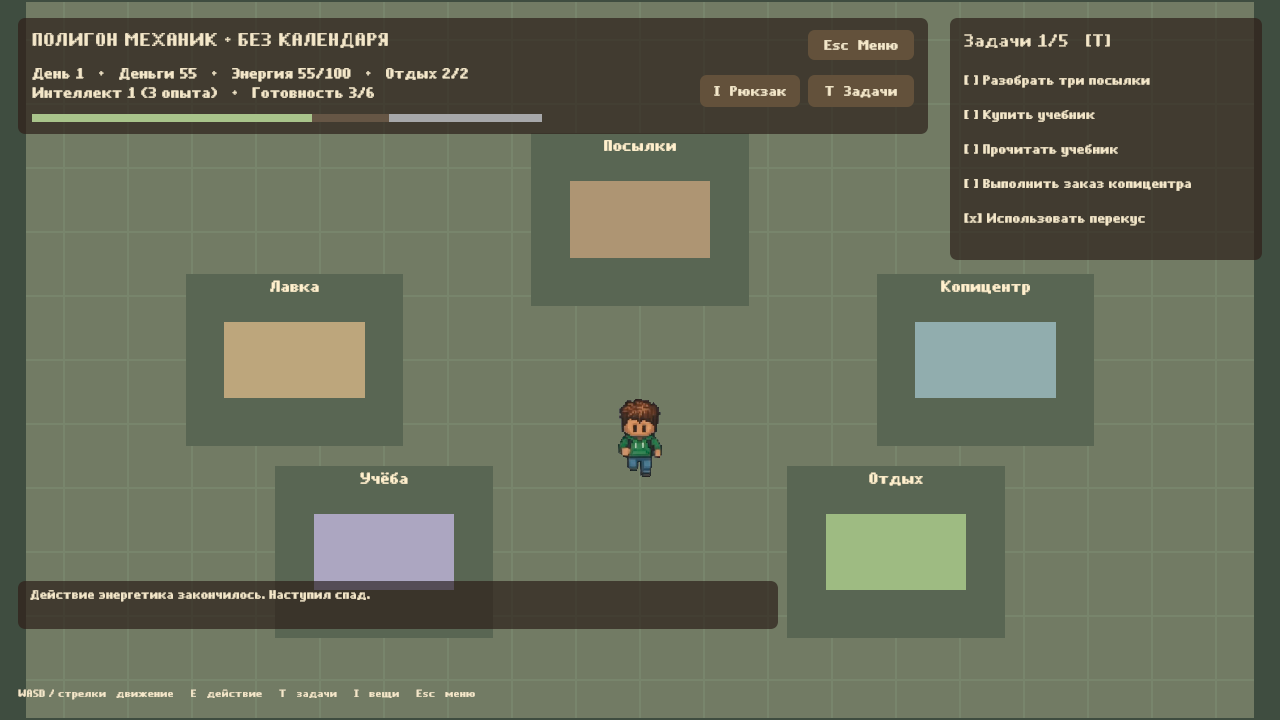 ПОЛИГОН МЕХАНИК • БЕЗ КАЛЕНДАРЯ
День 1 • Деньги 55 • Энергия 55/100 • Отдых 2/2
Интеллект 1 (3 опыта) • Готовность 3/6
Esc Меню
I Рюкзак
T Задачи
Задачи 1/5 [T]
[ ] Разобрать три посылки
[ ] Купить учебник
[ ] Прочитать учебник
[ ] Выполнить заказ копицентра
[x] Использовать перекус
Посылки
Лавка
Копицентр
Учёба
Отдых
Действие энергетика закончилось. Наступил спад.
WASD / стрелки движение E действие T задачи I вещи Esc меню